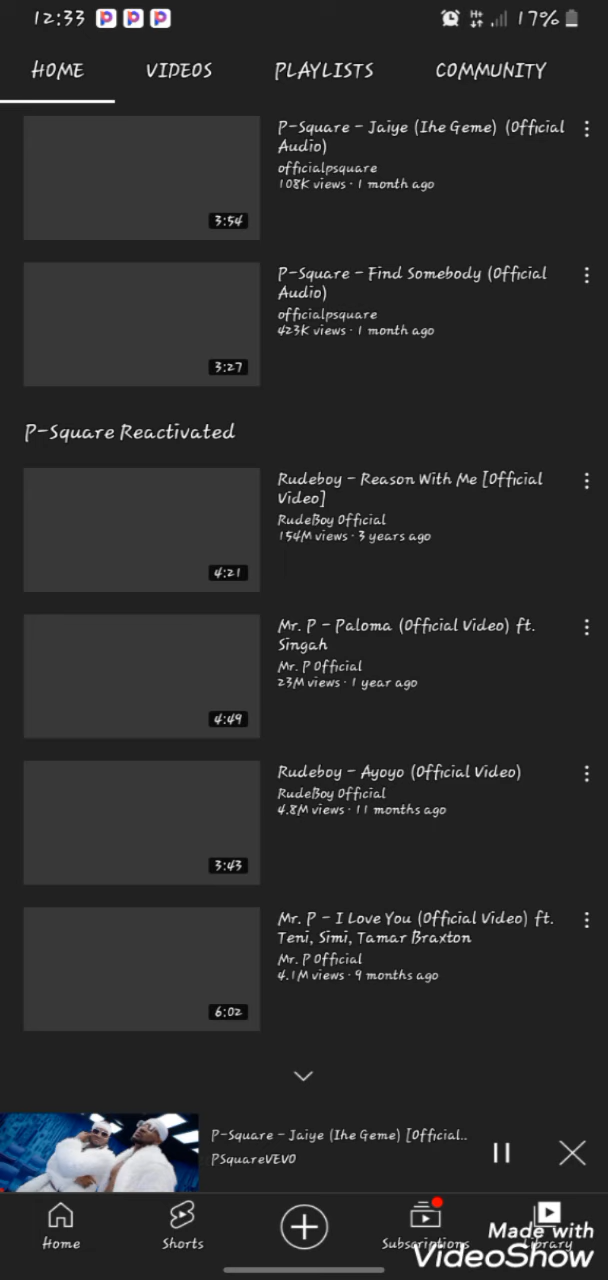 12:33 17%
HOME VIDEOS PLAYLISTS COMMUNITY
P-Square - Jaiye (Ihe Geme) (Official
Audio)
officialpsquare
108K views · 1 month ago
3:54
P-Square - Find Somebody (Official
Audio)
officialpsquare
423K views · 1 month ago
3:27
P-Square Reactivated
Rudeboy - Reason With Me [Official
Video]
RudeBoy Official
154M views · 3 years ago
4:21
Mr. P - Paloma (Official Video) ft.
Singah
Mr. P Official
23M views · 1 year ago
4:49
Rudeboy - Ayoyo (Official Video)
RudeBoy Official
4.8M views · 11 months ago
3:43
Mr. P - I Love You (Official Video) ft.
Teni, Simi, Tamar Braxton
Mr. P Official
4.1M views · 9 months ago
6:02
P-Square - Jaiye (Ihe Geme) [Official..
PSquareVEVO
Home Shorts Subscriptions Library
Made with
VideoShow